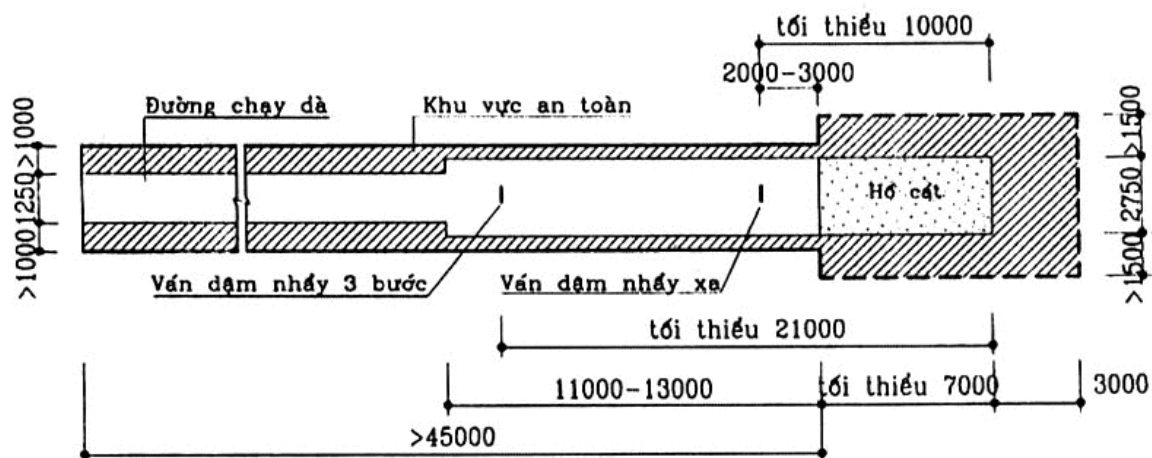 tối thiểu 10000
2000-3000
Đường chạy đà
Khu vực an toàn
>1000
1250
>1000
Hố cát
>1500
2750
>1500
Ván dậm nhẩy 3 bước
Ván dậm nhẩy xa
tối thiểu 21000
11000-13000
tối thiểu 7000
3000
>45000